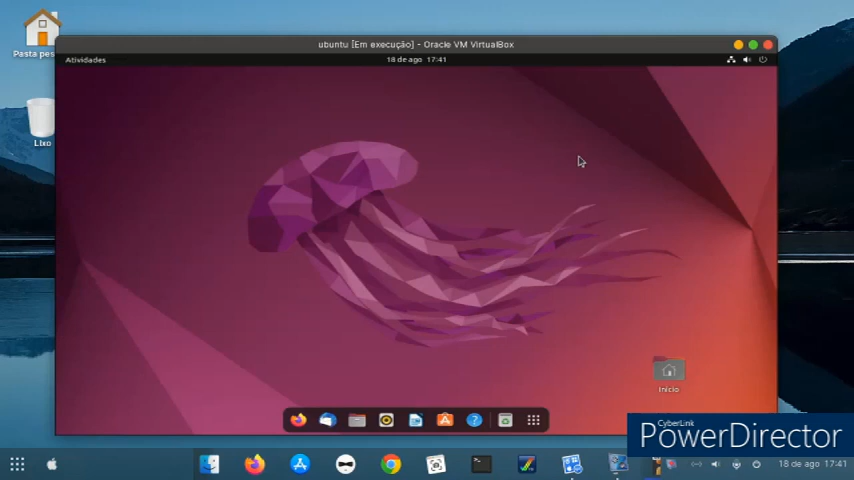 Pasta pes
ubuntu [Em execução] - Oracle VM VirtualBox
Atividades
18 de ago 17:41
Lixo
Início
CyberLink
PowerDirector
18 de ago 17:41